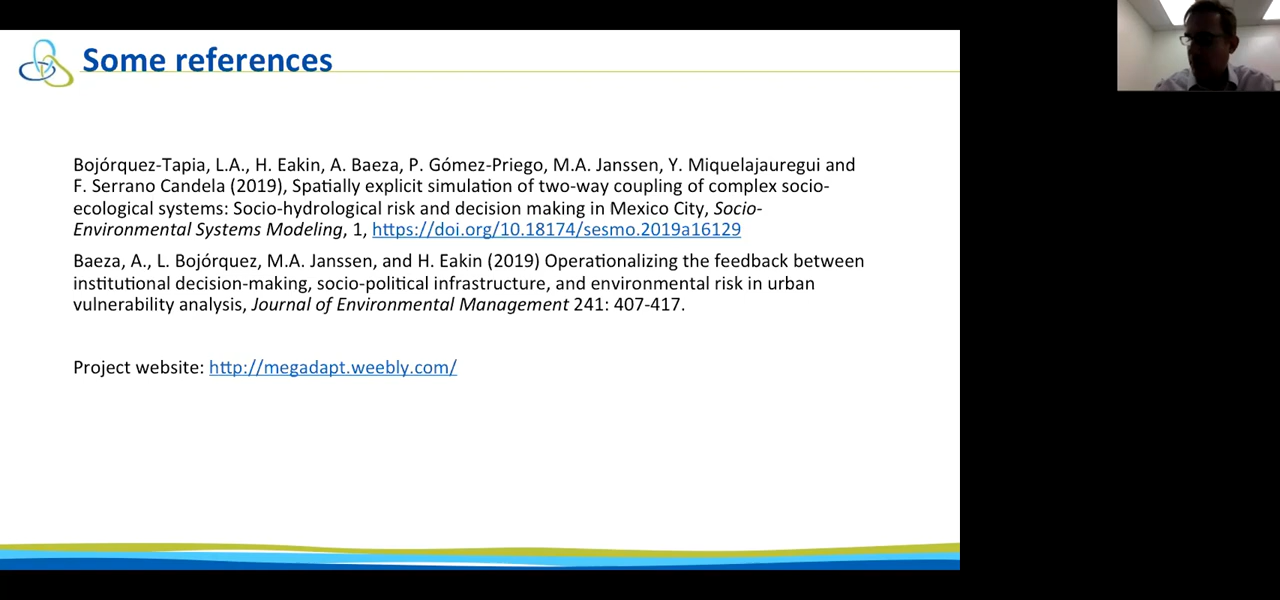 Some references
Bojórquez-Tapia, L.A., H. Eakin, A. Baeza, P. Gómez-Priego, M.A. Janssen, Y. Miquelajauregui and
F. Serrano Candela (2019), Spatially explicit simulation of two-way coupling of complex socio-
ecological systems: Socio-hydrological risk and decision making in Mexico City, Socio-
Environmental Systems Modeling, 1, https://doi.org/10.18174/sesmo.2019a16129
Baeza, A., L. Bojórquez, M.A. Janssen, and H. Eakin (2019) Operationalizing the feedback between
institutional decision-making, socio-political infrastructure, and environmental risk in urban
vulnerability analysis, Journal of Environmental Management 241: 407-417.
Project website: http://megadapt.weebly.com/